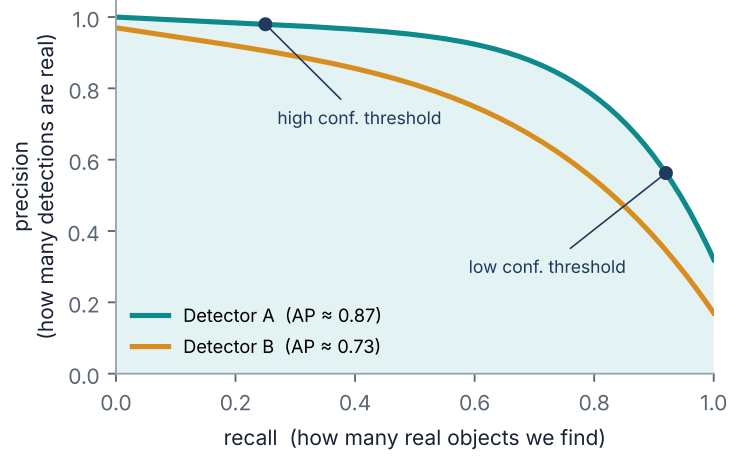 1.0
0.8
0.6
0.4
0.2
0.0
precision
(how many detections are real)
high conf. threshold
low conf. threshold
Detector A (AP ≈ 0.87)
Detector B (AP ≈ 0.73)
0.0 0.2 0.4 0.6 0.8 1.0
recall (how many real objects we find)